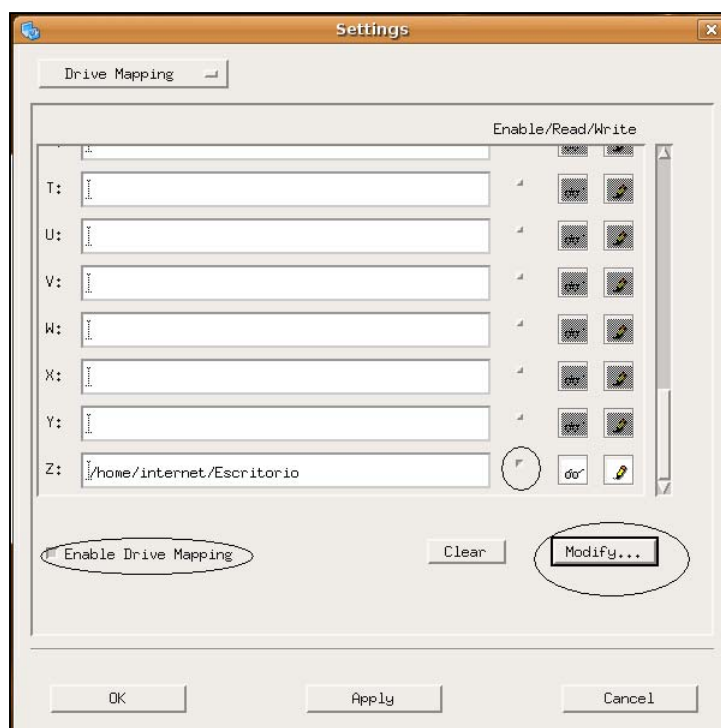 Settings
Drive Mapping
Enable/Read/Write
T:
U:
V:
W:
X:
Y:
Z: /home/internet/Escritorio
Enable Drive Mapping Clear Modify...
OK Apply Cancel